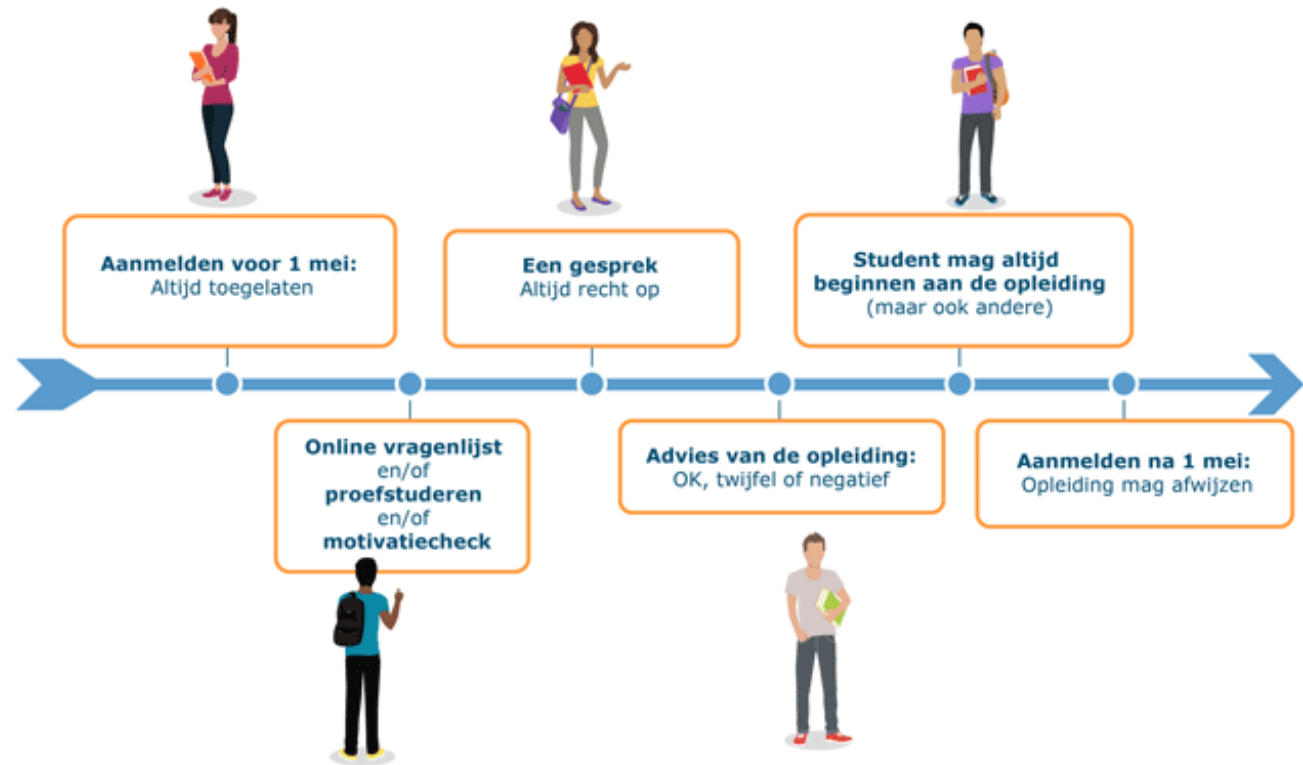 Aanmelden voor 1 mei:
Altijd toegelaten
Online vragenlijst
en/of
proefstuderen
en/of
motivatiecheck
Een gesprek
Altijd recht op
Advies van de opleiding:
OK, twijfel of negatief
Student mag altijd
beginnen aan de opleiding
(maar ook andere)
Aanmelden na 1 mei:
Opleiding mag afwijzen